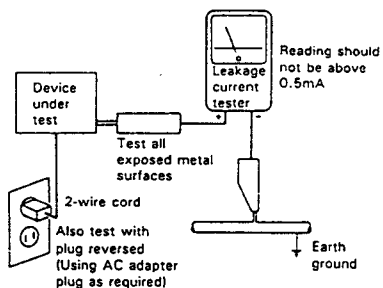 Device
under
test
Leakage
current
tester
+
-
Reading should
not be above
0.5mA
Test all
exposed metal
surfaces
2-wire cord
Also test with
plug reversed
(Using AC adapter
plug as required)
Earth
ground